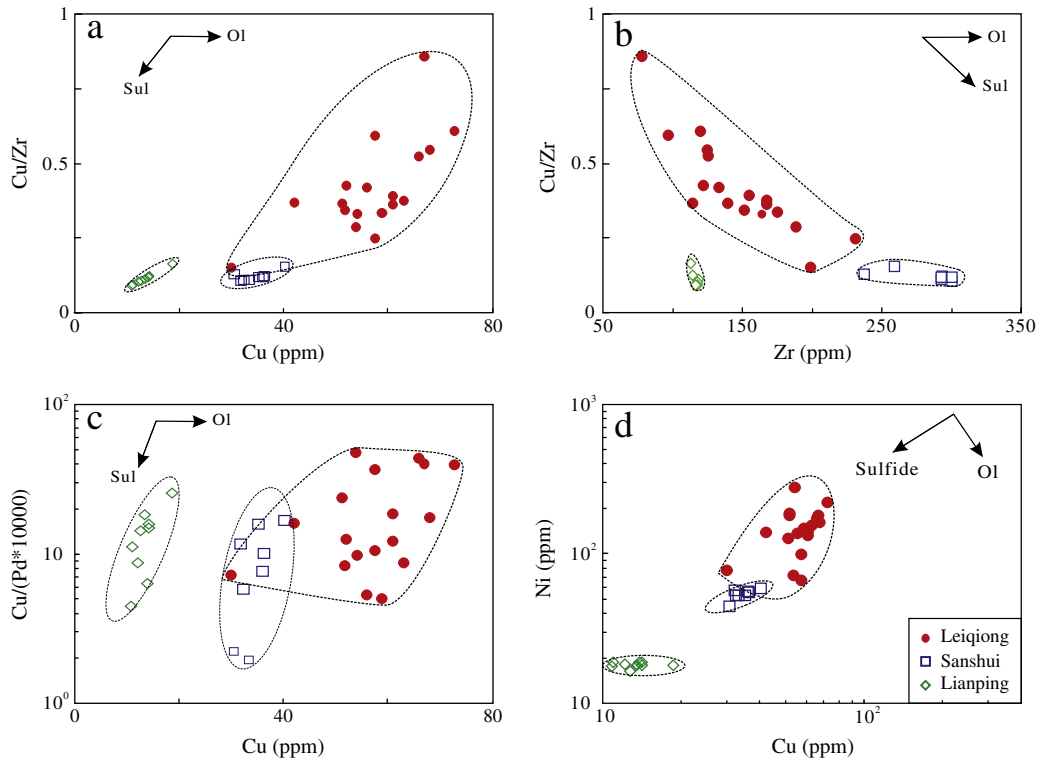 a
1
0.5
0
0
40
80
Cu/Zr
Cu (ppm)
Ol
Sul
b
1
0.5
0
50
150
250
350
Cu/Zr
Zr (ppm)
Ol
Sul
c
10²
10
10⁰
0
40
80
Cu/(Pd*10000)
Cu (ppm)
Ol
Sul
d
10³
10²
10
10
10²
Ni (ppm)
Cu (ppm)
Sulfide
Ol
Leiqiong
Sanshui
Lianping